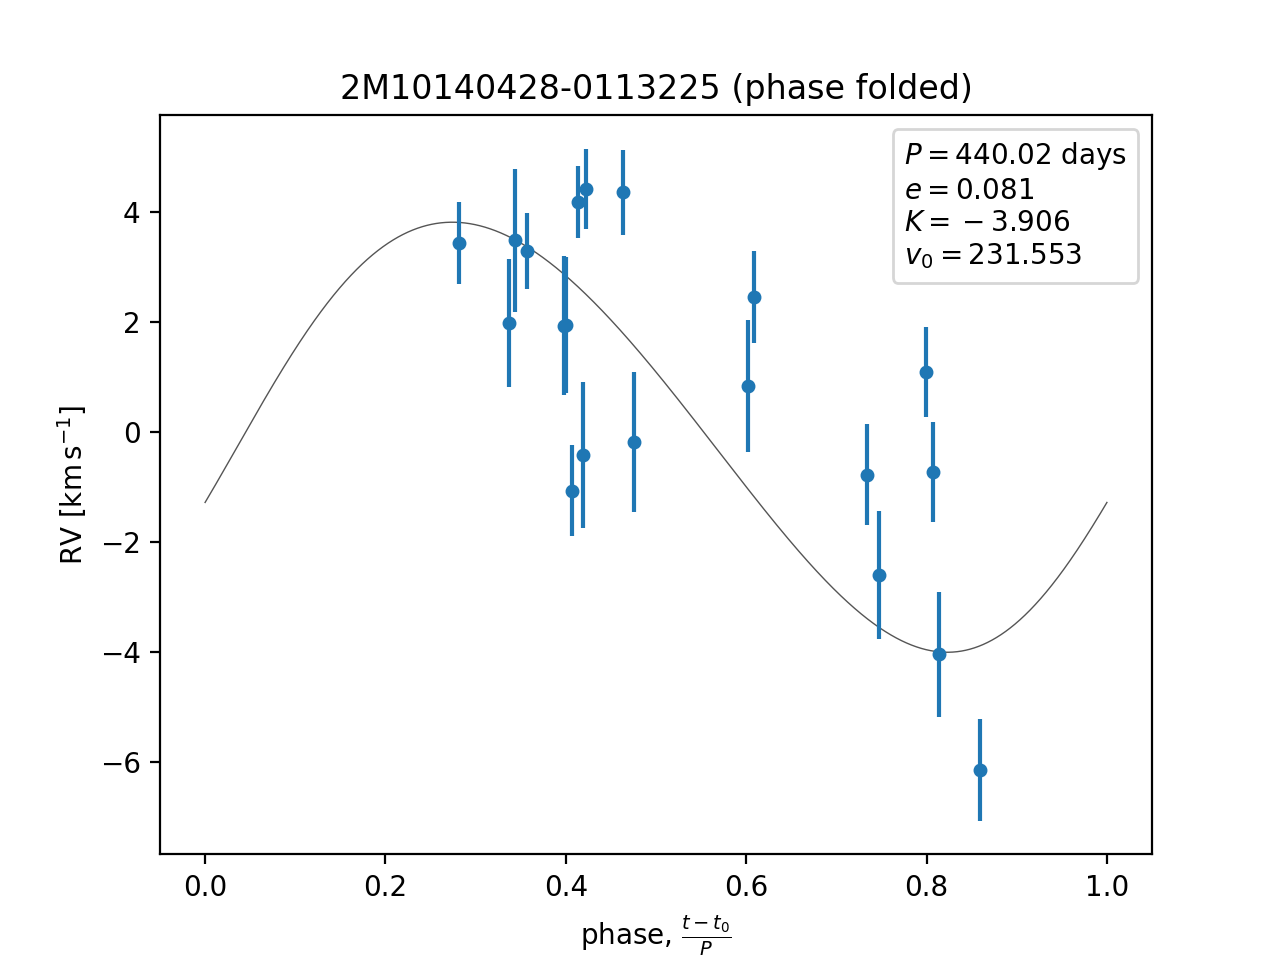 2M10140428-0113225 (phase folded)
P = 440.02 days
e = 0.081
K = −3.906
v₀ = 231.553
RV [km s⁻¹]
4
2
0
−2
−4
−6
0.0 0.2 0.4 0.6 0.8 1.0
phase, (t − t₀)/P